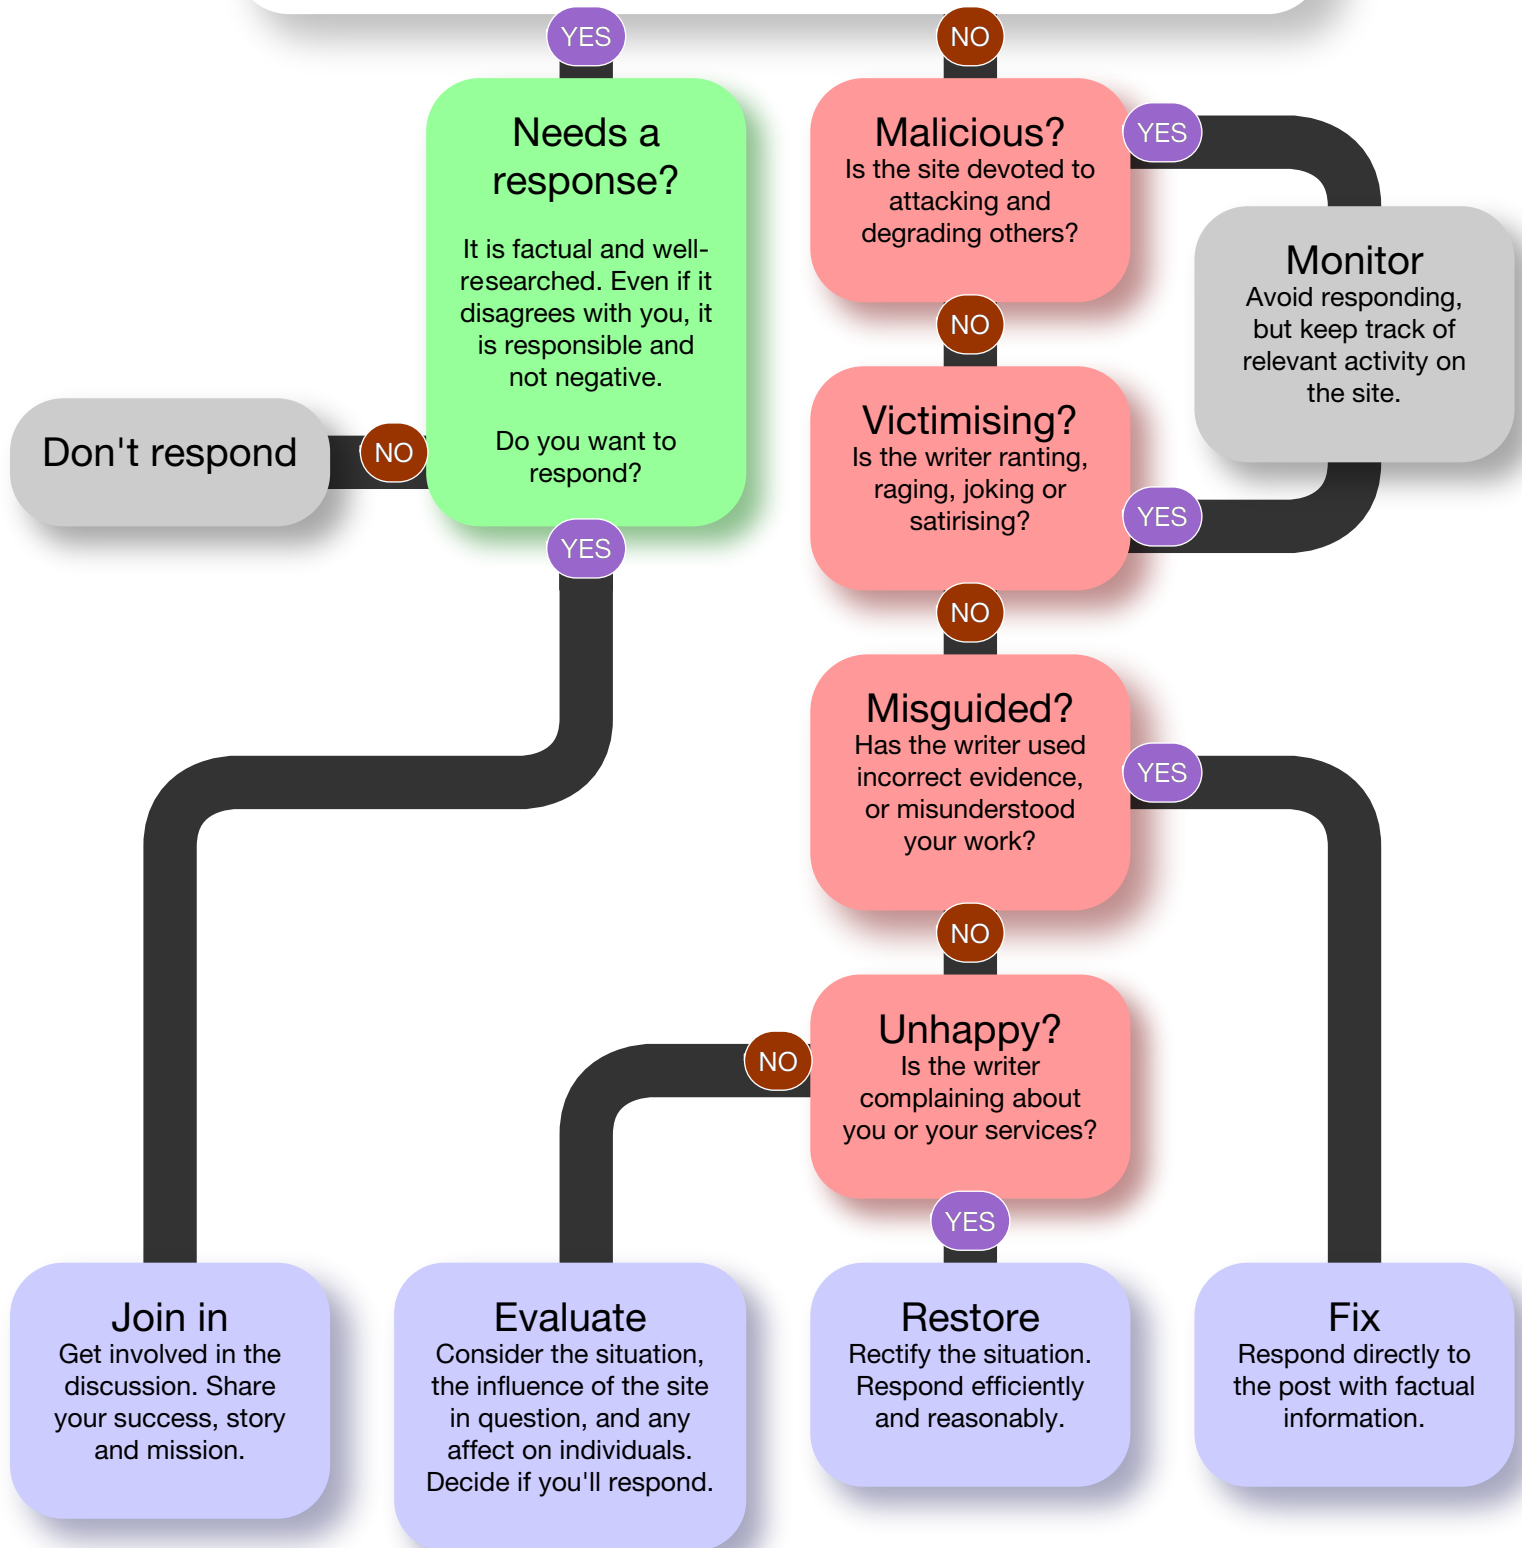 YES
NO
Needs a
response?
It is factual and well-
researched. Even if it
disagrees with you, it
is responsible and
not negative.
Do you want to
respond?
Malicious?
Is the site devoted to
attacking and
degrading others?
YES
Monitor
Avoid responding,
but keep track of
relevant activity on
the site.
NO
Victimising?
Is the writer ranting,
raging, joking or
satirising?
YES
Don't respond
NO
YES
NO
Misguided?
Has the writer used
incorrect evidence,
or misunderstood
your work?
YES
NO
Unhappy?
Is the writer
complaining about
you or your services?
NO
YES
Join in
Get involved in the
discussion. Share
your success, story
and mission.
Evaluate
Consider the situation,
the influence of the site
in question, and any
affect on individuals.
Decide if you'll respond.
Restore
Rectify the situation.
Respond efficiently
and reasonably.
Fix
Respond directly to
the post with factual
information.